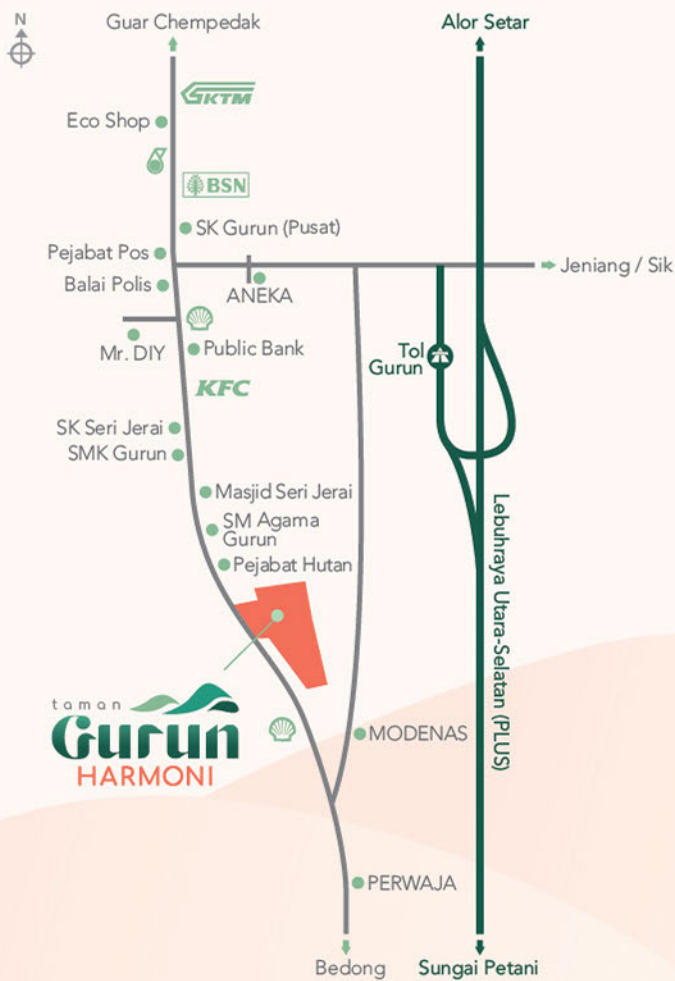 N
Guar Chempedak
Alor Setar
KTM
Eco Shop
BSN
SK Gurun (Pusat)
Pejabat Pos
Jeniang / Sik
Balai Polis
ANEKA
Mr. DIY
Public Bank
Tol
Gurun
KFC
SK Seri Jerai
SMK Gurun
Masjid Seri Jerai
SM Agama
Gurun
Pejabat Hutan
Lebuhraya Utara-Selatan (PLUS)
taman
Gurun
HARMONI
MODENAS
PERWAJA
Bedong
Sungai Petani